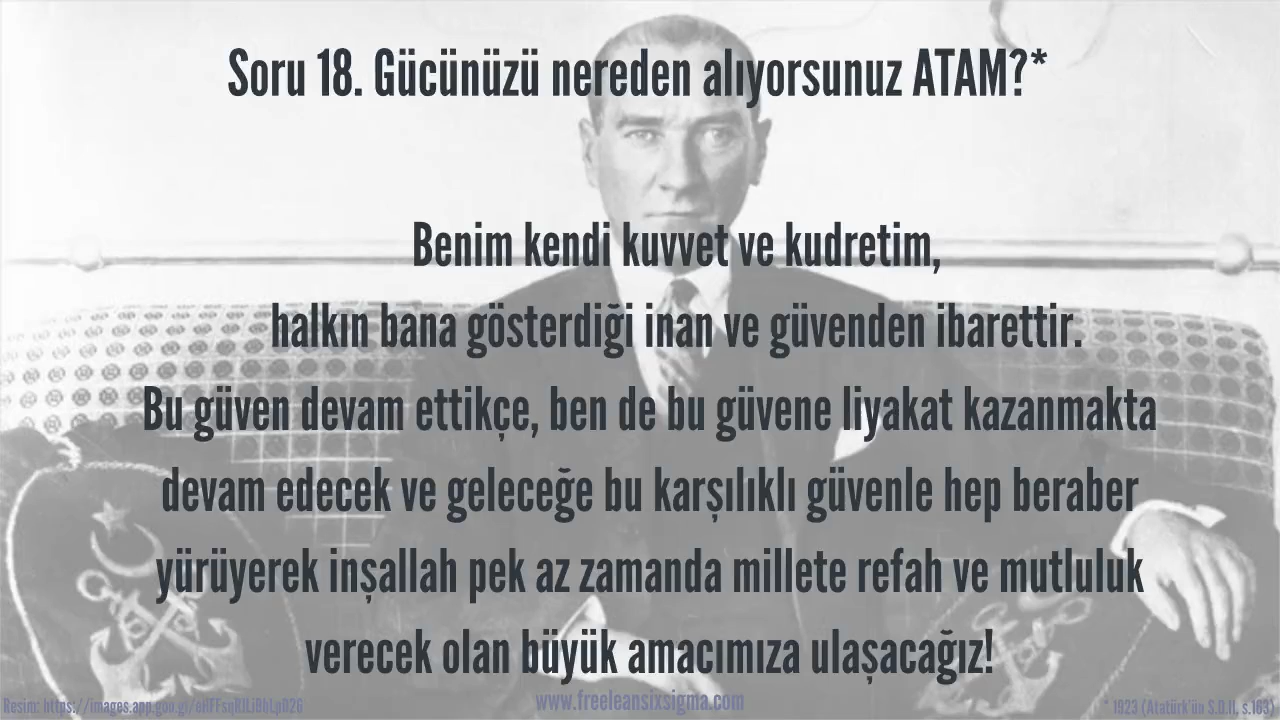 Soru 18. Gücünüzü nereden alıyorsunuz ATAM?*
Benim kendi kuvvet ve kudretim,
halkın bana gösterdiği inan ve güvenden ibarettir.
Bu güven devam ettikçe, ben de bu güvene liyakat kazanmakta
devam edecek ve geleceğe bu karşılıklı güvenle hep beraber
yürüyerek inşallah pek az zamanda millete refah ve mutluluk
verecek olan büyük amacımıza ulaşacağız!
Resim:
www.freeleansixsigma.com
* 1923 (Atatürk'ün S.D.II, s.163)